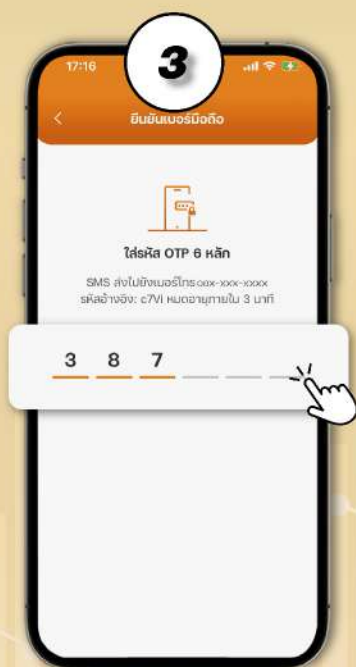 3
17:16
ยืนยันเบอร์มือถือ
ใส่รหัส OTP 6 หลัก
SMS ส่งไปยังเบอร์โทร oxx-xxx-xxxx
รหัสอ้างอิง: c7Vl หมดอายุภายใน 3 นาที
3 8 7